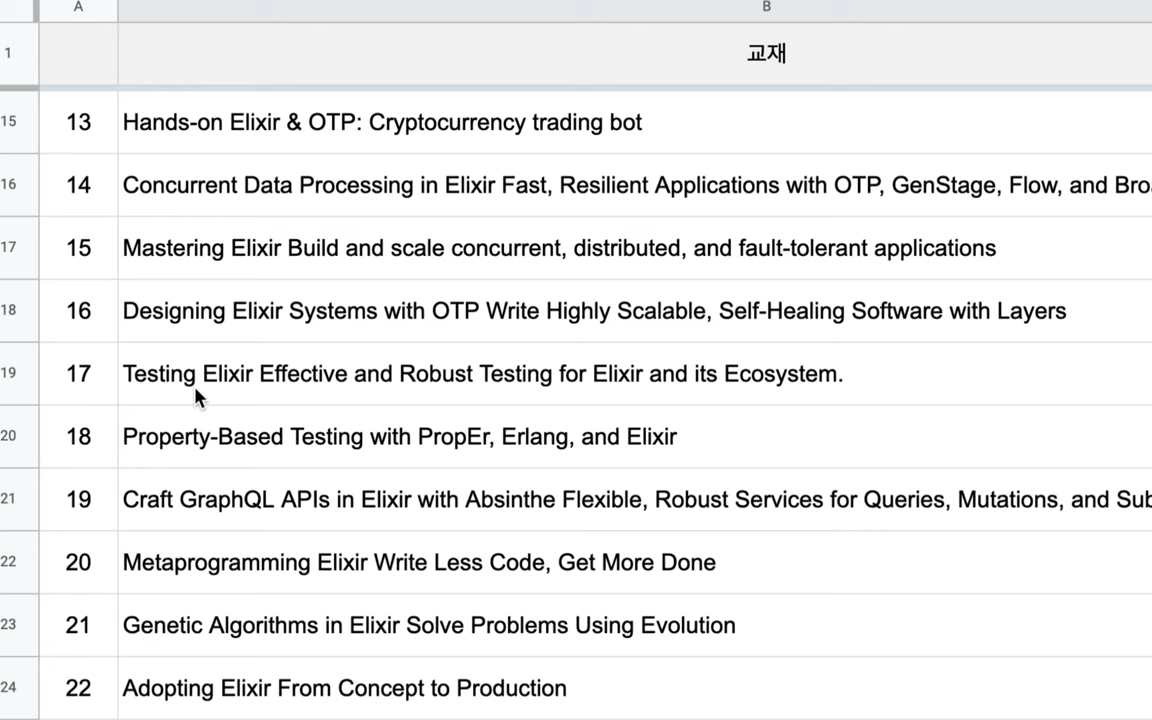 A B
1 교재
15 13 Hands-on Elixir & OTP: Cryptocurrency trading bot
16 14 Concurrent Data Processing in Elixir Fast, Resilient Applications with OTP, GenStage, Flow, and
17 15 Mastering Elixir Build and scale concurrent, distributed, and fault-tolerant applications
18 16 Designing Elixir Systems with OTP Write Highly Scalable, Self-Healing Software with Layers
19 17 Testing Elixir Effective and Robust Testing for Elixir and its Ecosystem.
20 18 Property-Based Testing with PropEr, Erlang, and Elixir
21 19 Craft GraphQL APIs in Elixir with Absinthe Flexible, Robust Services for Queries, Mutations, and
22 20 Metaprogramming Elixir Write Less Code, Get More Done
23 21 Genetic Algorithms in Elixir Solve Problems Using Evolution
24 22 Adopting Elixir From Concept to Production